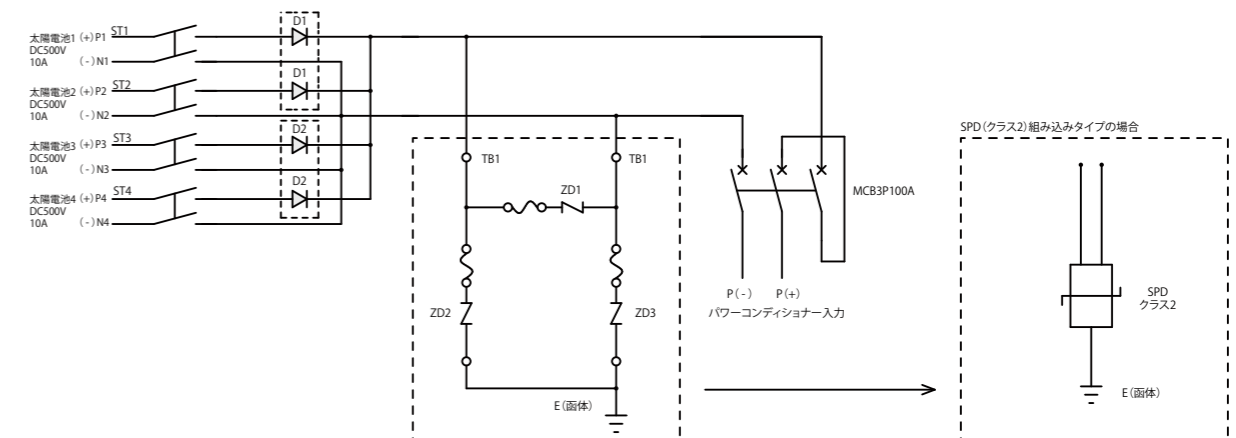 太陽電池1 (+)P1 ST1
DC500V
10A (-)N1
D1
太陽電池2 (+)P2 ST2
DC500V
10A (-)N2
D1
太陽電池3 (+)P3 ST3
DC500V
10A (-)N3
D2
太陽電池4 (+)P4 ST4
DC500V
10A (-)N4
D2
TB1
TB1
ZD1
ZD2
ZD3
E(函体)
MCB3P100A
P(-) P(+)
パワーコンディショナー入力
SPD(クラス2)組み込みタイプの場合
SPD
クラス2
E(函体)